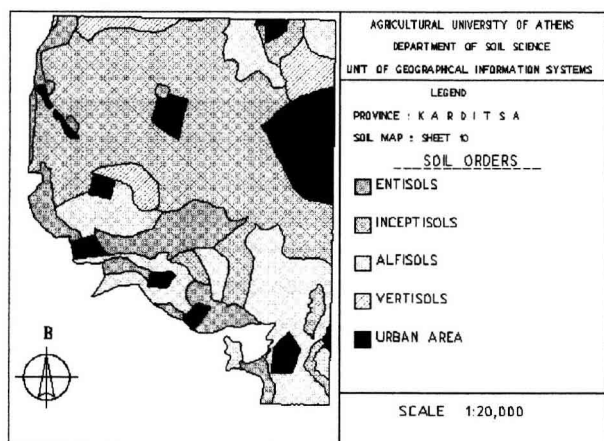 AGRICULTURAL UNIVERSITY OF ATHENS
DEPARTMENT OF SOIL SCIENCE
UNIT OF GEOGRAPHICAL INFORMATION SYSTEMS
LEGEND
PROVINCE : KARDITSA
SOIL MAP : SHEET 10
SOIL ORDERS
ENTISOLS
INCEPTISOLS
ALFISOLS
VERTISOLS
URBAN AREA
B
SCALE 1:20,000